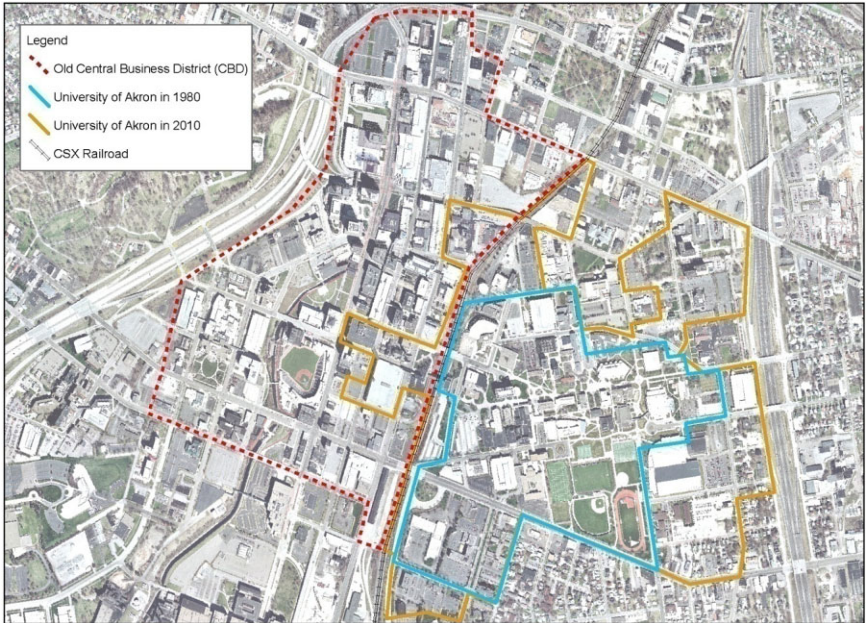 Legend
Old Central Business District (CBD)
University of Akron in 1980
University of Akron in 2010
CSX Railroad